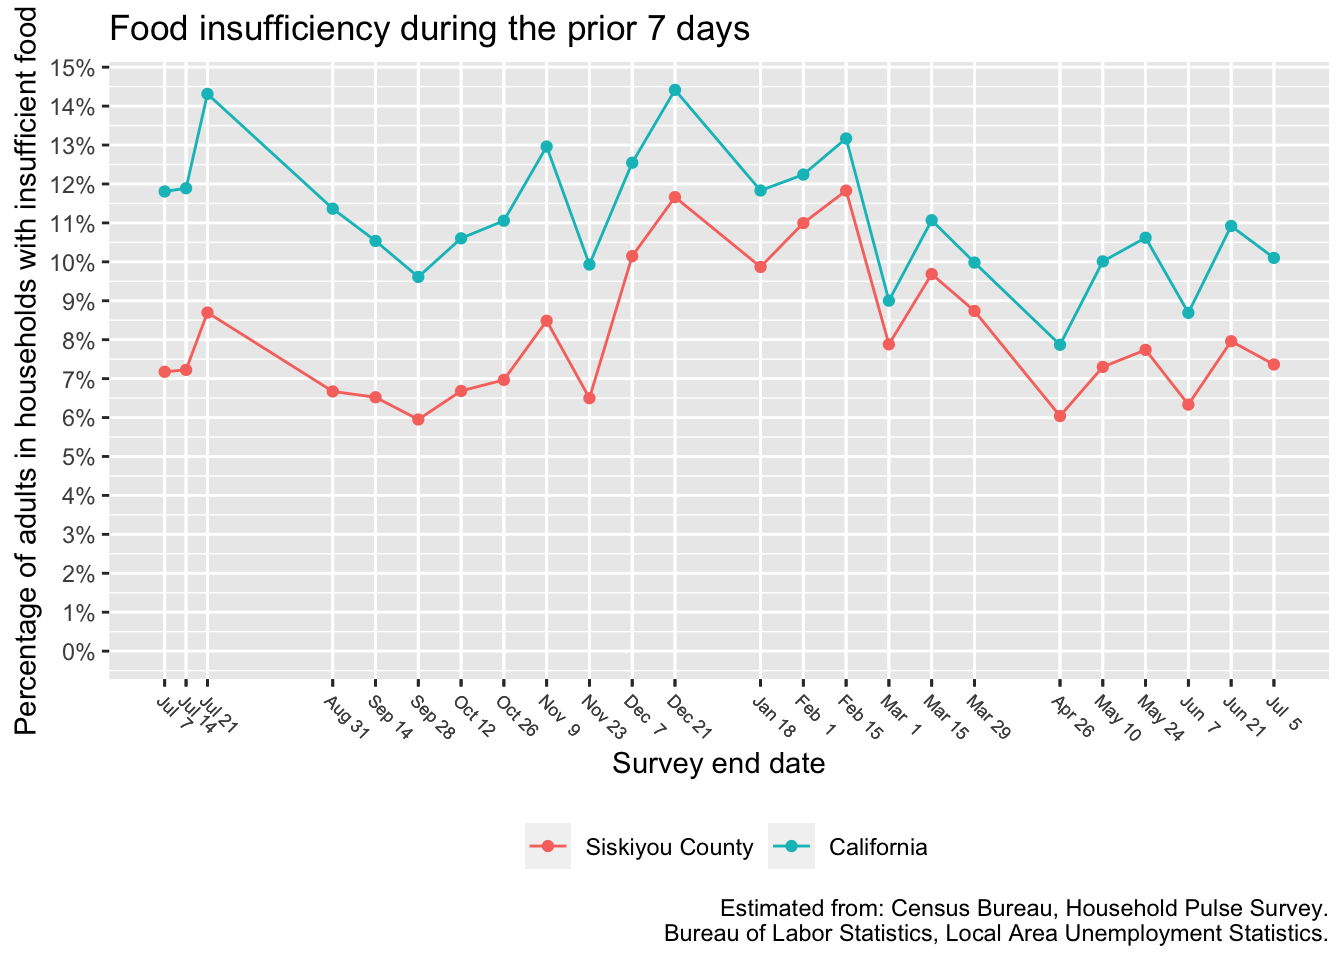 Food insufficiency during the prior 7 days
Percentage of adults in households with insufficient food
15%
14%
13%
12%
11%
10%
9%
8%
7%
6%
5%
4%
3%
2%
1%
0%
Jul 7
Jul 14
Jul 21
Aug 31
Sep 14
Sep 28
Oct 12
Oct 26
Nov 9
Nov 23
Dec 7
Dec 21
Jan 18
Feb 1
Feb 15
Mar 1
Mar 15
Mar 29
Apr 26
May 10
May 24
Jun 7
Jun 21
Jul 5
Survey end date
Siskiyou County
California
Estimated from: Census Bureau, Household Pulse Survey.
Bureau of Labor Statistics, Local Area Unemployment Statistics.